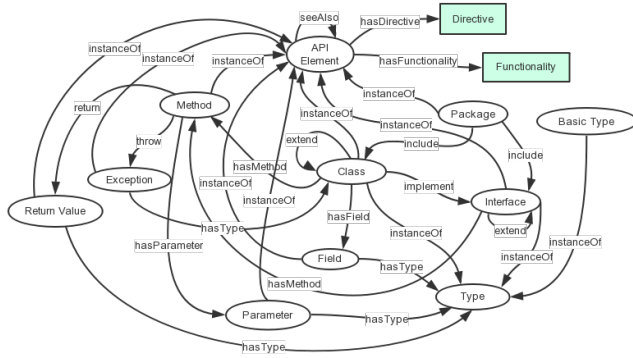 seeAlso
hasDirective
Directive
instanceOf
instanceOf
API
Element
hasFunctionality
Functionality
instanceOf
return
Method
instanceOf
instanceOf
Package
Basic Type
throw
extend
instanceOf
include
include
hasMethod
Class
Exception
instanceOf
implement
Return Value
Interface
hasType
hasField
extend
instanceOf
hasParameter
instanceOf
instanceOf
instanceOf
Field
hasType
hasMethod
Type
Parameter
hasType
hasType